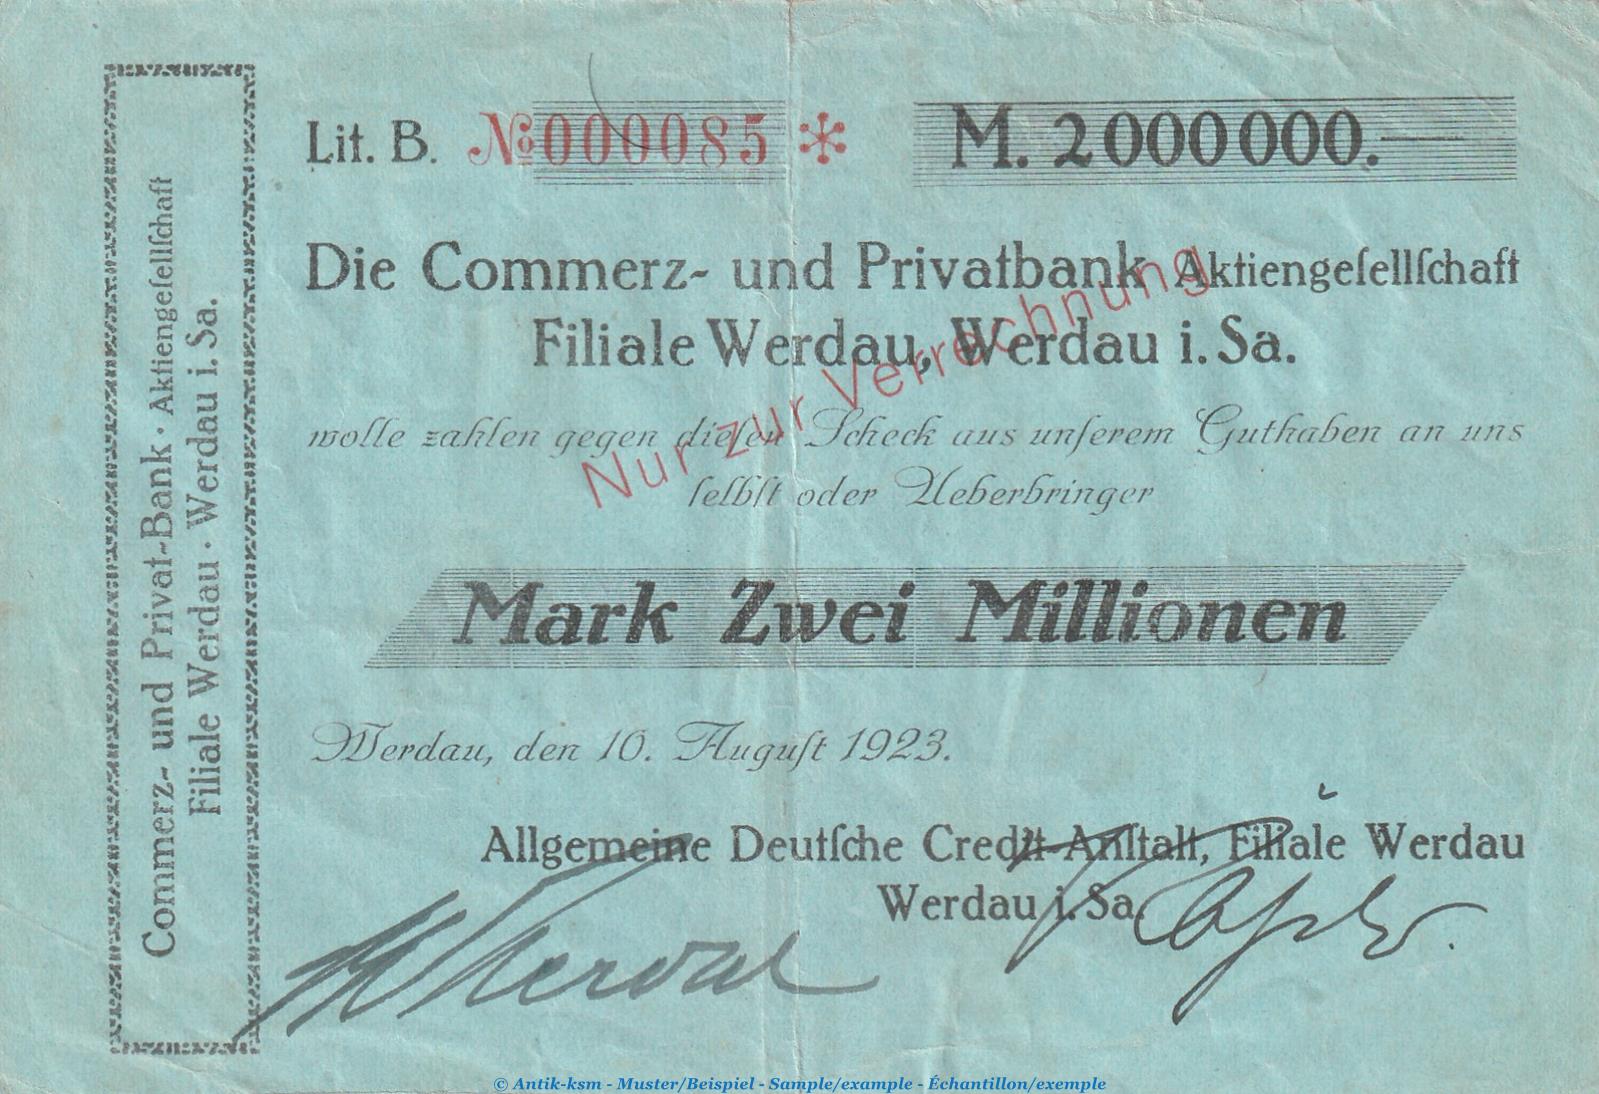 Commerz- und Privat-Bank · Aktiengeſellſchaft
Filiale Werdau · Werdau i. Sa.
Lit. B. № 000085 * M. 2000000.—
Die Commerz- und Privatbank Aktiengeſellſchaft
Filiale Werdau, Werdau i. Sa.
Nur zur Verrechnung
wolle zahlen gegen dieſen Scheck aus unſerem Guthaben an uns
ſelbſt oder Ueberbringer
Mark Zwei Millionen
Werdau, den 10. Auguſt 1923.
Allgemeine Deutſche Credit-Anſtalt, Filiale Werdau
Werdau i. Sa.
© Antik-ksm - Muster/Beispiel - Sample/example - Échantillon/exemple